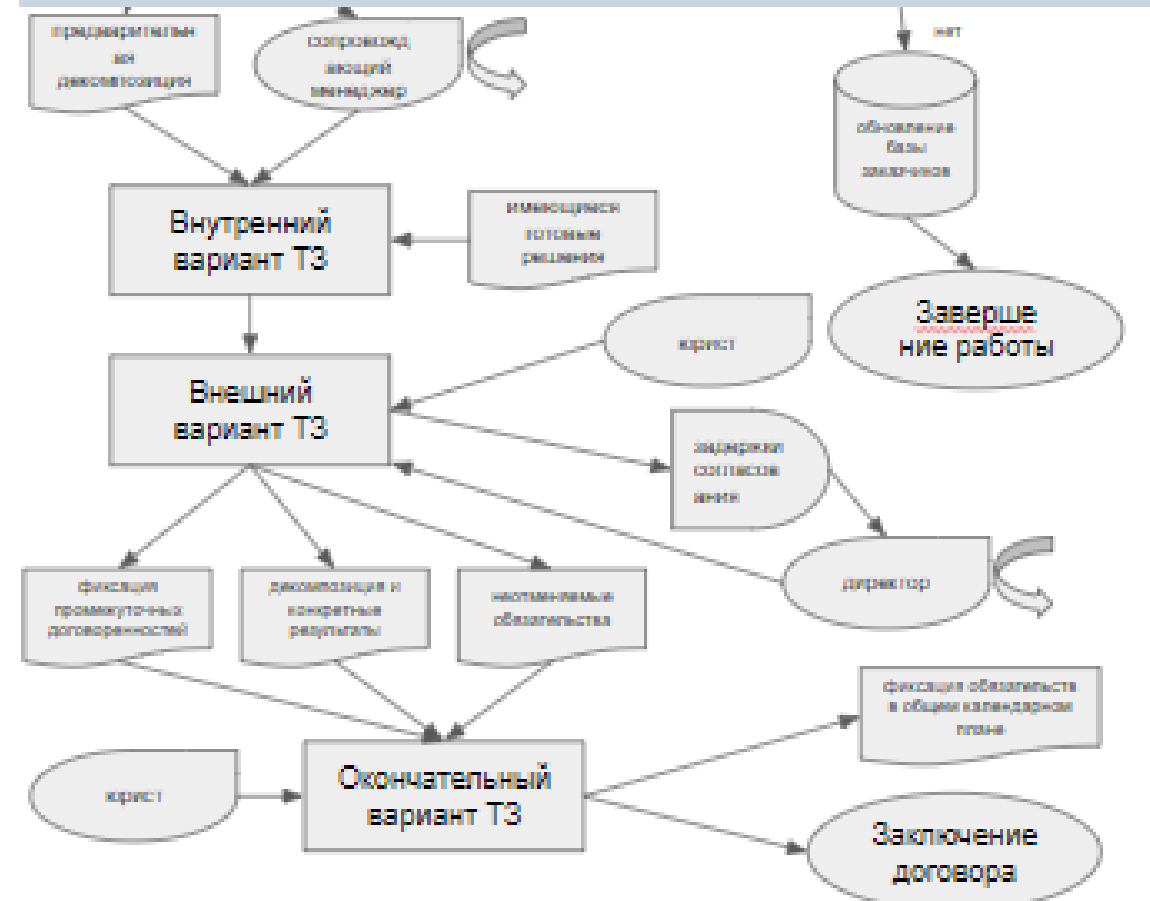 предварительн
ая
декомпозиция
сопровожд
ающий
менеджер
нет
обновление
базы
заказчиков
Внутренний
вариант ТЗ
имеющиеся
готовые
решения
Заверше
ние работы
юрист
Внешний
вариант ТЗ
задержки
согласов
ания
директор
фиксация
промежуточных
договоренностей
декомпозиция и
конкретные
результаты
неотменяемые
обязательства
фиксация обязательств
в общем календарном
плане
юрист
Окончательный
вариант ТЗ
Заключение
договора